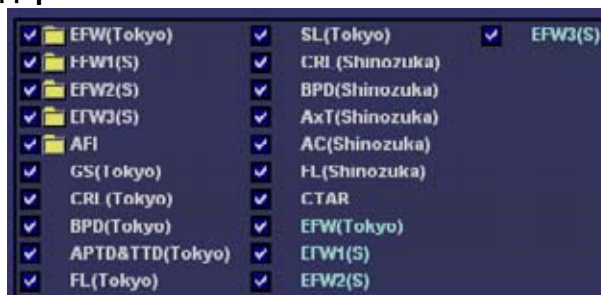 EFW(Tokyo)
EFW1(S)
EFW2(S)
EFW3(S)
AFI
GS(Tokyo)
CRL(Tokyo)
BPD(Tokyo)
APTD&TTD(Tokyo)
FL(Tokyo)
SL(Tokyo)
CRL(Shinozuka)
BPD(Shinozuka)
AxT(Shinozuka)
AC(Shinozuka)
FL(Shinozuka)
CTAR
EFW(Tokyo)
EFW1(S)
EFW2(S)
EFW3(S)